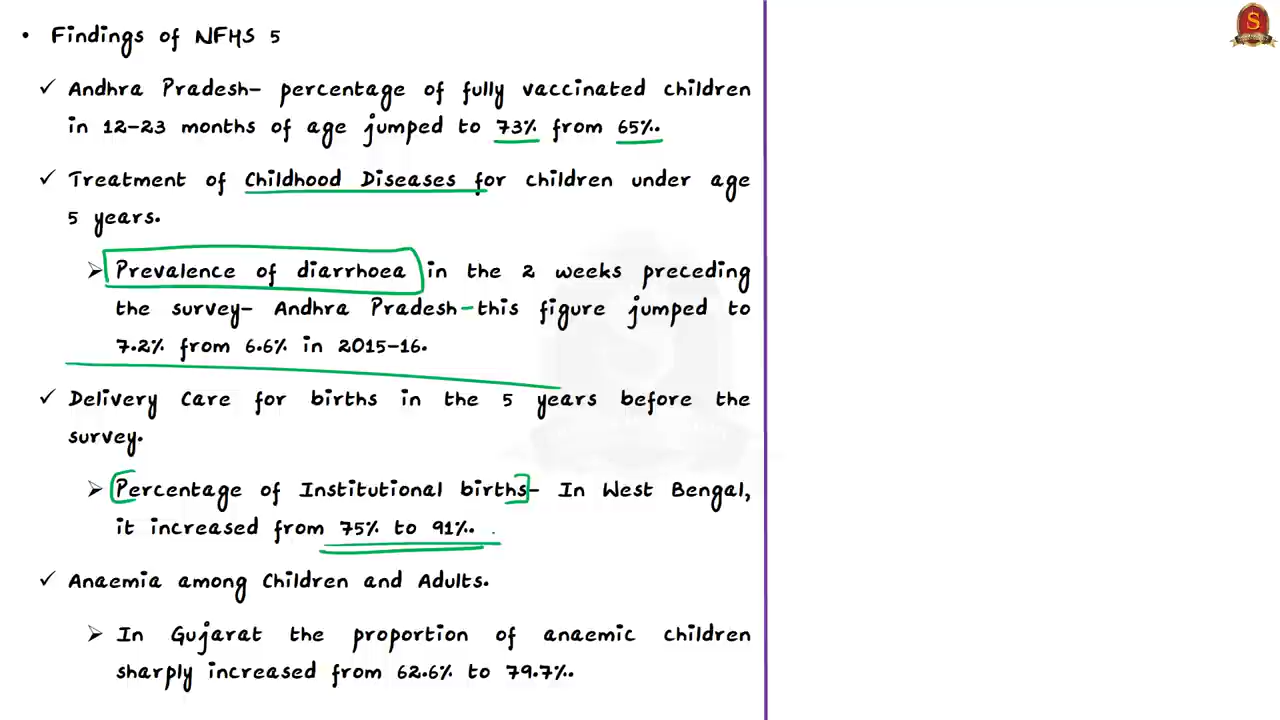 • Findings of NFHS 5
✓ Andhra Pradesh- percentage of fully vaccinated children
in 12-23 months of age jumped to 73% from 65%.
✓ Treatment of Childhood Diseases for children under age
5 years.
➢ Prevalence of diarrhoea in the 2 weeks preceding
the survey- Andhra Pradesh-this figure jumped to
7.2% from 6.6% in 2015-16.
✓ Delivery Care for births in the 5 years before the
survey.
➢ Percentage of Institutional births- In West Bengal,
it increased from 75% to 91%.
✓ Anaemia among Children and Adults.
➢ In Gujarat the proportion of anaemic children
sharply increased from 62.6% to 79.7%.